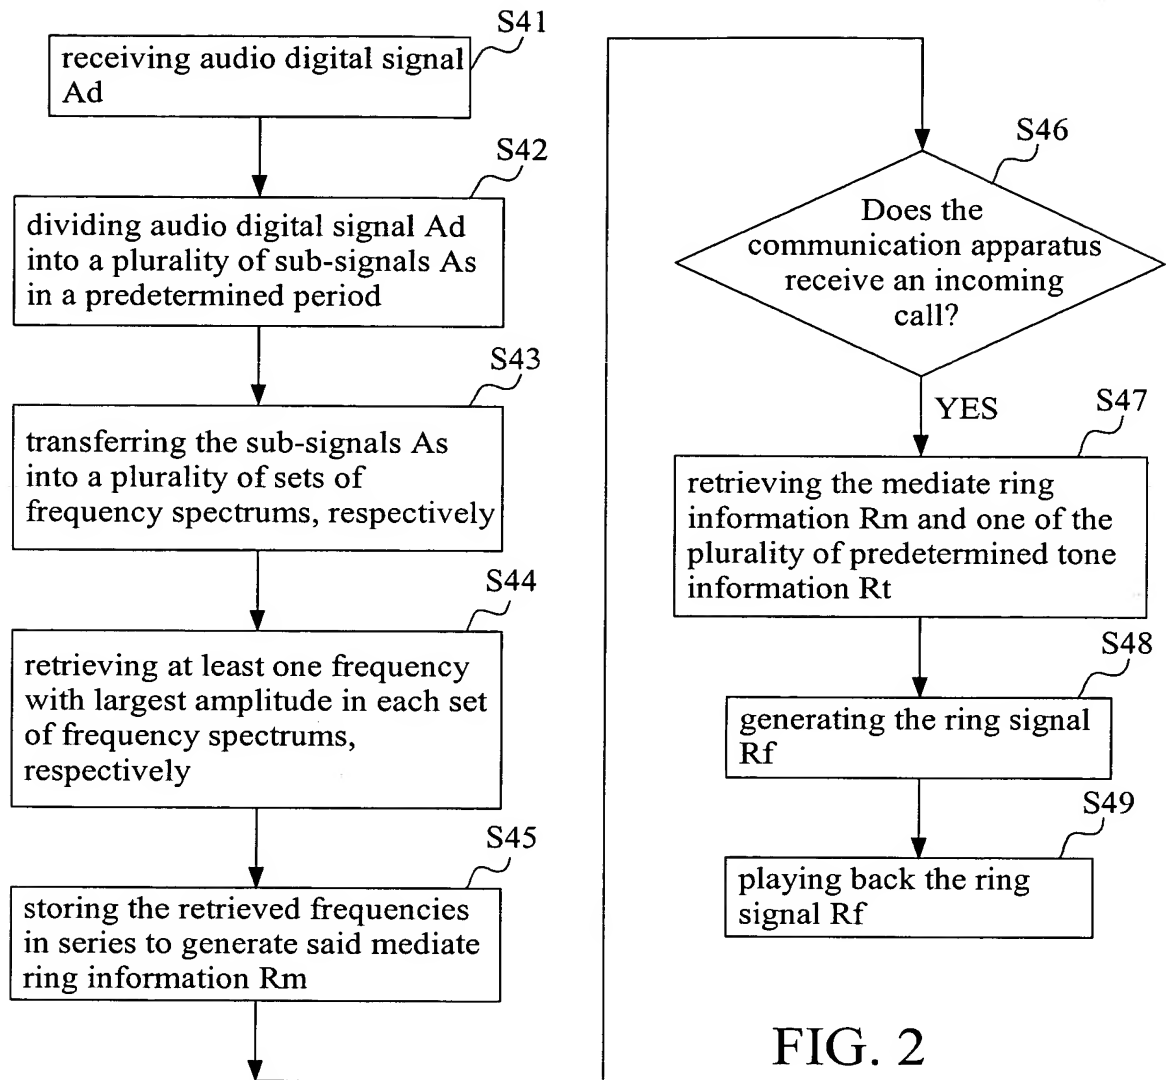 S41
receiving audio digital signal
Ad
S42
dividing audio digital signal Ad
into a plurality of sub-signals As
in a predetermined period
S43
transferring the sub-signals As
into a plurality of sets of
frequency spectrums, respectively
S44
retrieving at least one frequency
with largest amplitude in each set
of frequency spectrums,
respectively
S45
storing the retrieved frequencies
in series to generate said mediate
ring information Rm
S46
Does the
communication apparatus
receive an incoming
call?
YES
S47
retrieving the mediate ring
information Rm and one of the
plurality of predetermined tone
information Rt
S48
generating the ring signal
Rf
S49
playing back the ring
signal Rf
FIG. 2